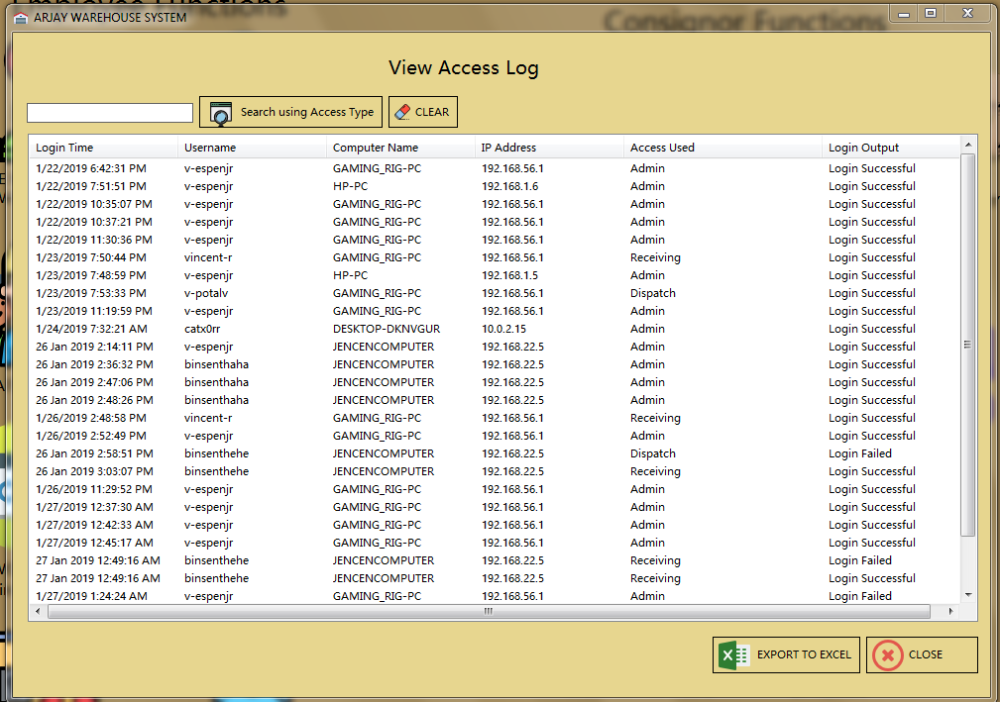 Employee Functions
Consignor Functions
ARJAY WAREHOUSE SYSTEM
View Access Log
Search using Access Type CLEAR
Login Time Username Computer Name IP Address Access Used Login Output
1/22/2019 6:42:31 PM v-espenjr GAMING_RIG-PC 192.168.56.1 Admin Login Successful
1/22/2019 7:51:51 PM v-espenjr HP-PC 192.168.1.6 Admin Login Successful
1/22/2019 10:35:07 PM v-espenjr GAMING_RIG-PC 192.168.56.1 Admin Login Successful
1/22/2019 10:37:21 PM v-espenjr GAMING_RIG-PC 192.168.56.1 Admin Login Successful
1/22/2019 11:30:36 PM v-espenjr GAMING_RIG-PC 192.168.56.1 Admin Login Successful
1/23/2019 7:50:44 PM vincent-r GAMING_RIG-PC 192.168.56.1 Receiving Login Successful
1/23/2019 7:48:59 PM v-espenjr HP-PC 192.168.1.5 Admin Login Successful
1/23/2019 7:53:33 PM v-potalv GAMING_RIG-PC 192.168.56.1 Dispatch Login Successful
1/23/2019 11:19:59 PM v-espenjr GAMING_RIG-PC 192.168.56.1 Admin Login Successful
1/24/2019 7:32:21 AM catx0rr DESKTOP-DKNVGUR 10.0.2.15 Admin Login Successful
26 Jan 2019 2:14:11 PM v-espenjr JENCENCOMPUTER 192.168.22.5 Admin Login Successful
26 Jan 2019 2:36:32 PM binsenthaha JENCENCOMPUTER 192.168.22.5 Admin Login Successful
26 Jan 2019 2:47:06 PM binsenthaha JENCENCOMPUTER 192.168.22.5 Admin Login Successful
26 Jan 2019 2:48:26 PM binsenthaha JENCENCOMPUTER 192.168.22.5 Admin Login Successful
1/26/2019 2:48:58 PM vincent-r GAMING_RIG-PC 192.168.56.1 Receiving Login Successful
1/26/2019 2:52:49 PM v-espenjr GAMING_RIG-PC 192.168.56.1 Admin Login Successful
26 Jan 2019 2:58:51 PM binsenthehe JENCENCOMPUTER 192.168.22.5 Dispatch Login Failed
26 Jan 2019 3:03:07 PM binsenthehe JENCENCOMPUTER 192.168.22.5 Receiving Login Successful
1/26/2019 11:29:52 PM v-espenjr GAMING_RIG-PC 192.168.56.1 Admin Login Successful
1/27/2019 12:37:30 AM v-espenjr GAMING_RIG-PC 192.168.56.1 Admin Login Successful
1/27/2019 12:42:33 AM v-espenjr GAMING_RIG-PC 192.168.56.1 Admin Login Successful
1/27/2019 12:45:17 AM v-espenjr GAMING_RIG-PC 192.168.56.1 Admin Login Successful
27 Jan 2019 12:49:16 AM binsenthehe JENCENCOMPUTER 192.168.22.5 Receiving Login Failed
27 Jan 2019 12:49:16 AM binsenthehe JENCENCOMPUTER 192.168.22.5 Receiving Login Successful
1/27/2019 1:24:24 AM v-espenjr GAMING_RIG-PC 192.168.56.1 Admin Login Failed
EXPORT TO EXCEL CLOSE